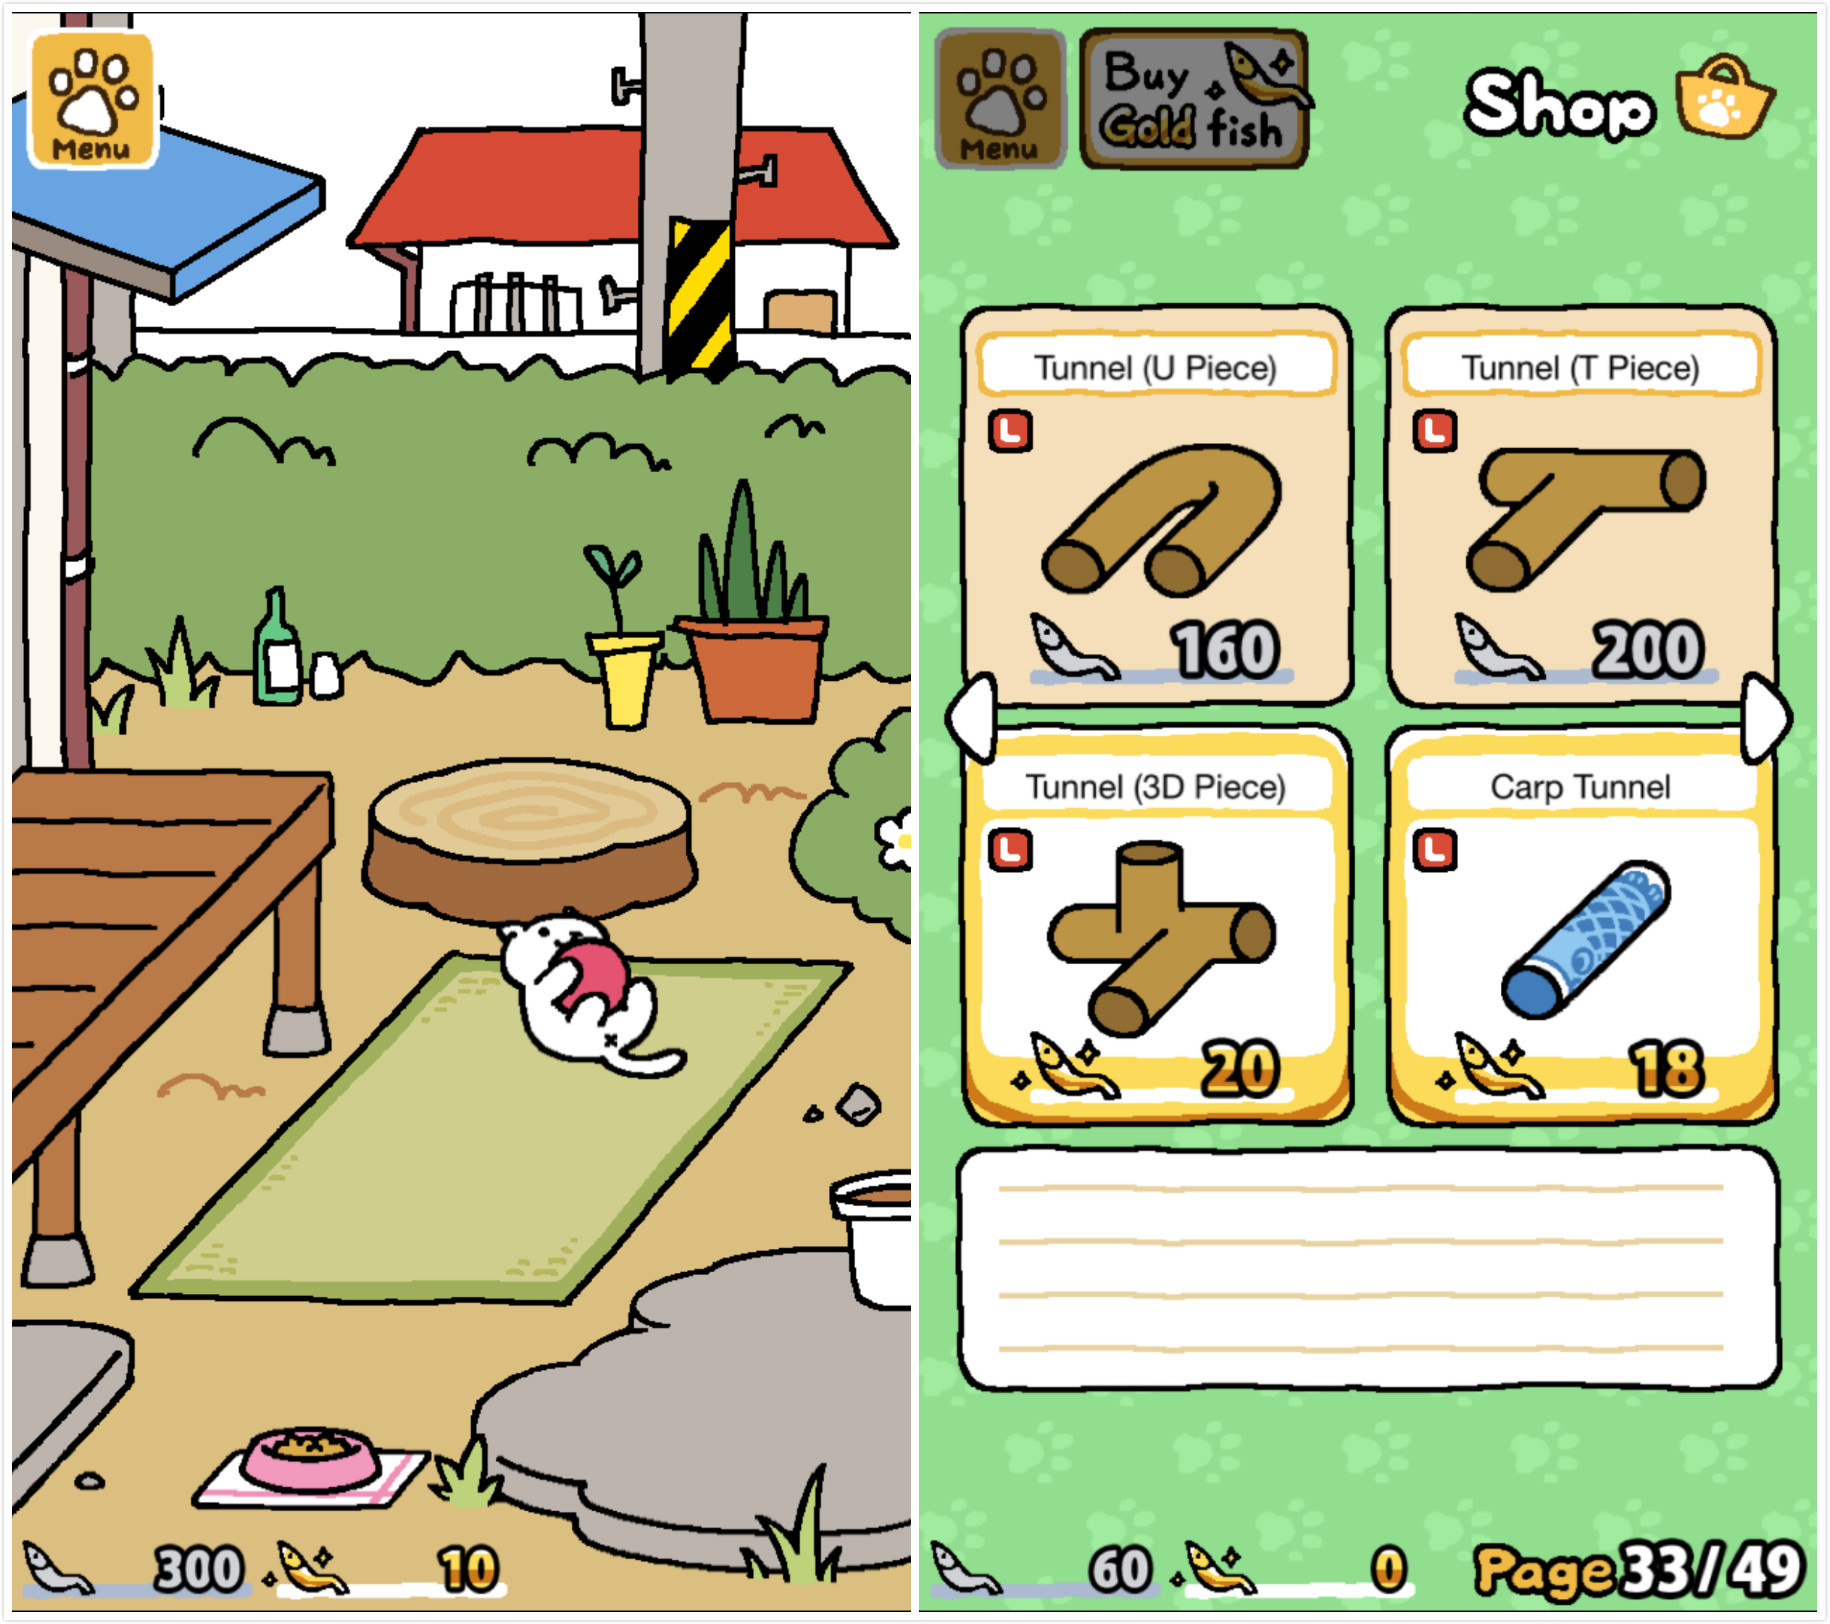 Menu
300
10
Menu
Buy
Gold fish
Shop
Tunnel (U Piece)
L
160
Tunnel (T Piece)
L
200
Tunnel (3D Piece)
L
20
Carp Tunnel
L
18
60
0
Page 33/49